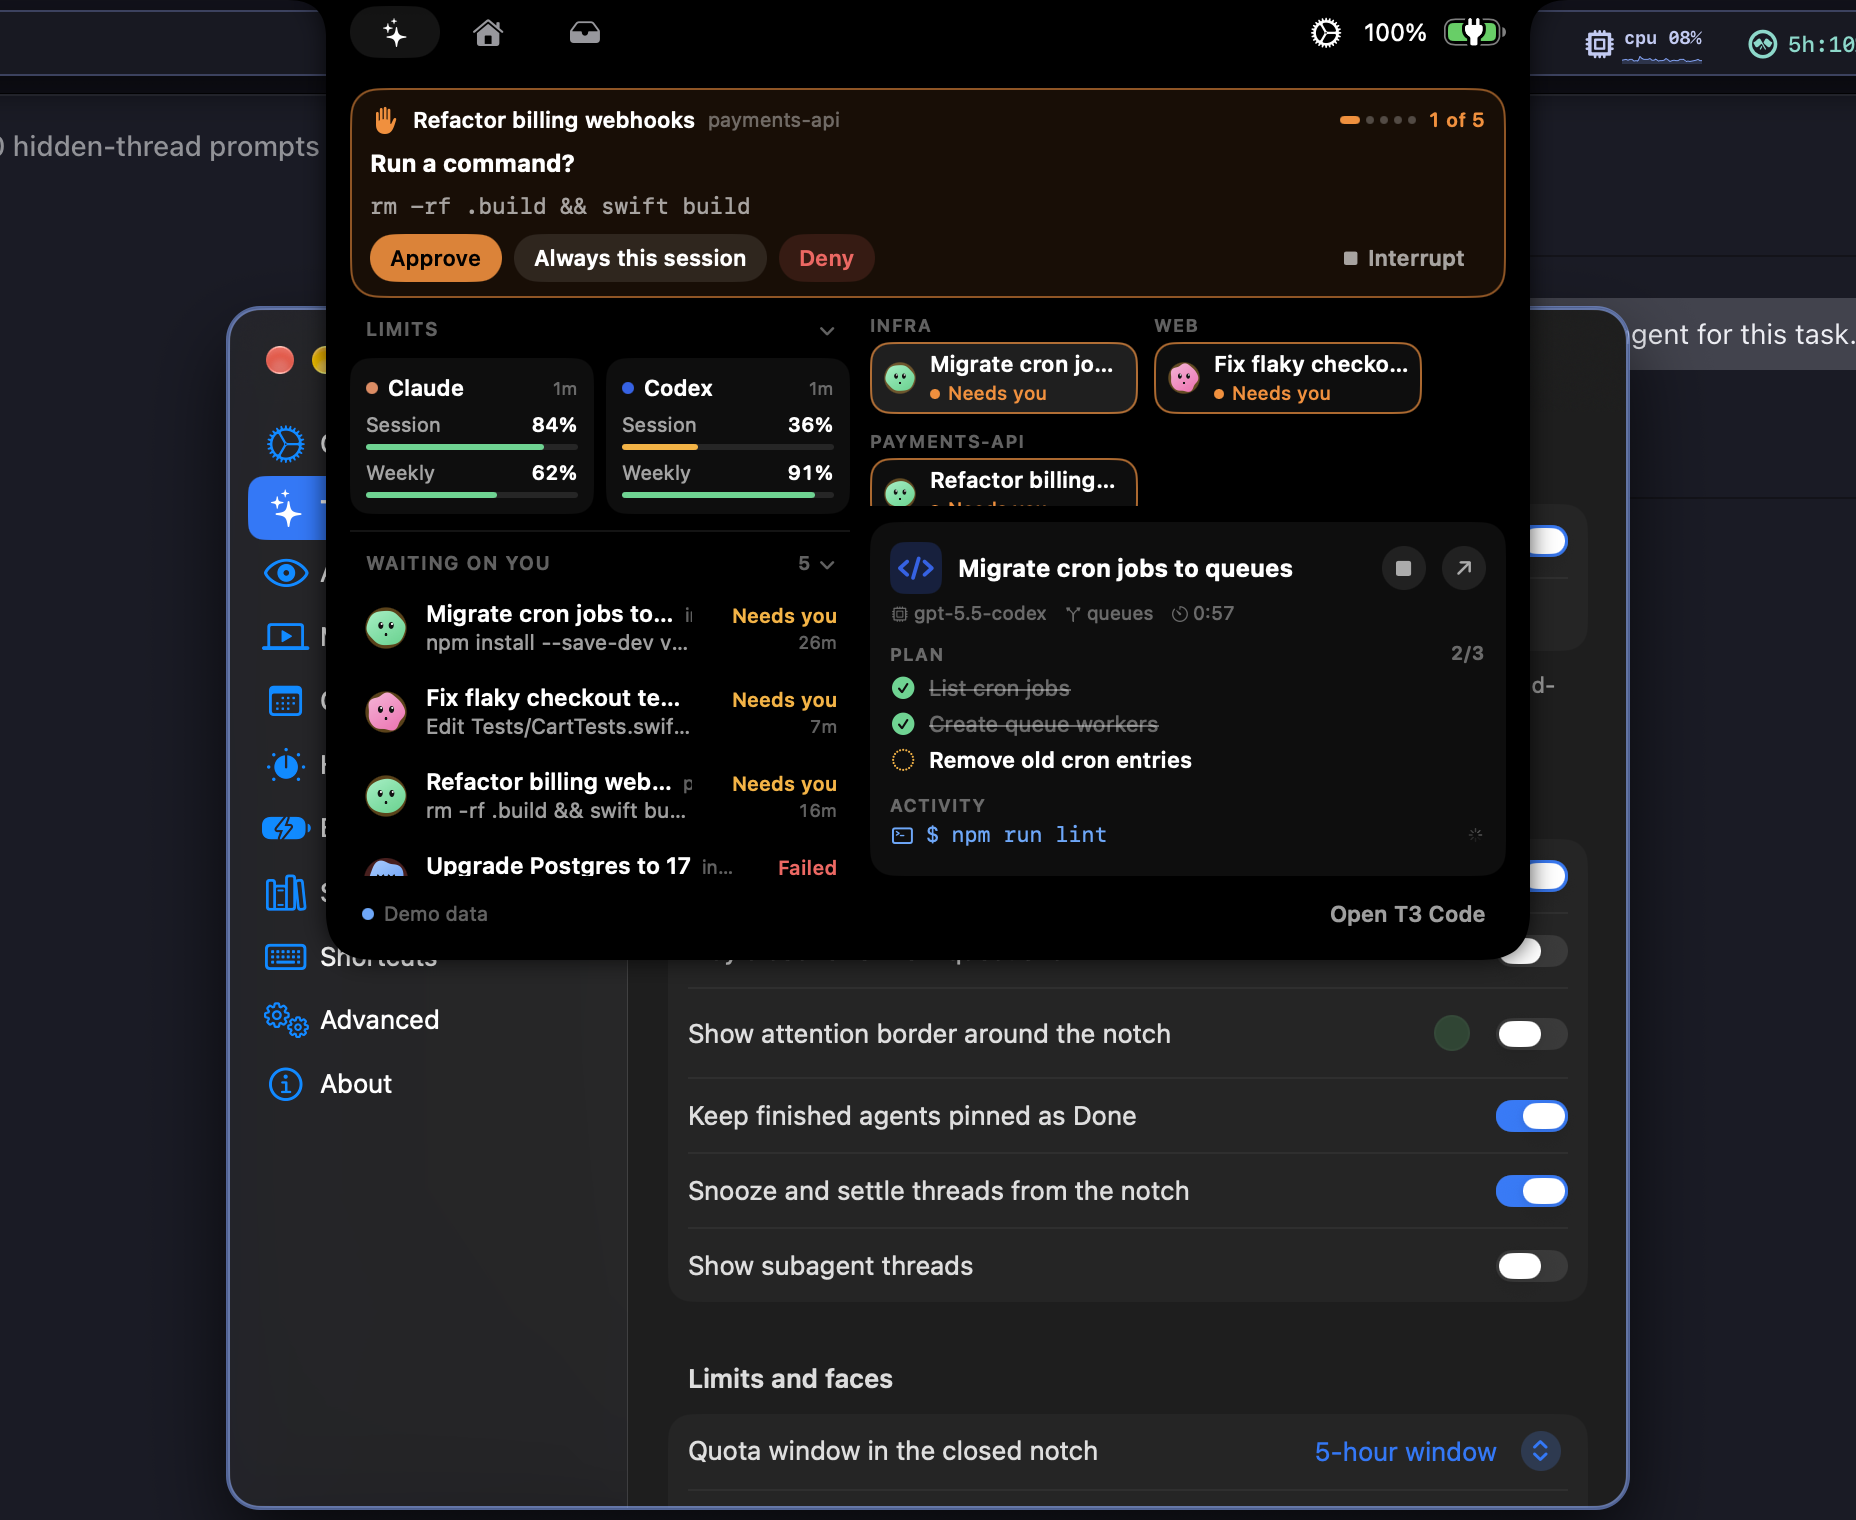 100%
cpu 08%
5h:10
hidden-thread prompts
Refactor billing webhooks payments-api
1 of 5
Run a command?
rm -rf .build && swift build
Approve
Always this session
Deny
Interrupt
LIMITS
Claude 1m
Session 84%
Weekly 62%
Codex 1m
Session 36%
Weekly 91%
INFRA
Migrate cron jo...
Needs you
WEB
Fix flaky checko...
Needs you
PAYMENTS-API
Refactor billing...
gent for this task.
WAITING ON YOU 5
Migrate cron jobs to... Needs you
npm install --save-dev v... 26m
Fix flaky checkout te... Needs you
Edit Tests/CartTests.swif... 7m
Refactor billing web... p Needs you
rm -rf .build && swift bu... 16m
Upgrade Postgres to 17 in... Failed
Migrate cron jobs to queues
gpt-5.5-codex queues 0:57
PLAN 2/3
List cron jobs
Create queue workers
Remove old cron entries
ACTIVITY
$ npm run lint
d-
Demo data
Open T3 Code
Shortcuts
Advanced
About
Show attention border around the notch
Keep finished agents pinned as Done
Snooze and settle threads from the notch
Show subagent threads
Limits and faces
Quota window in the closed notch 5-hour window